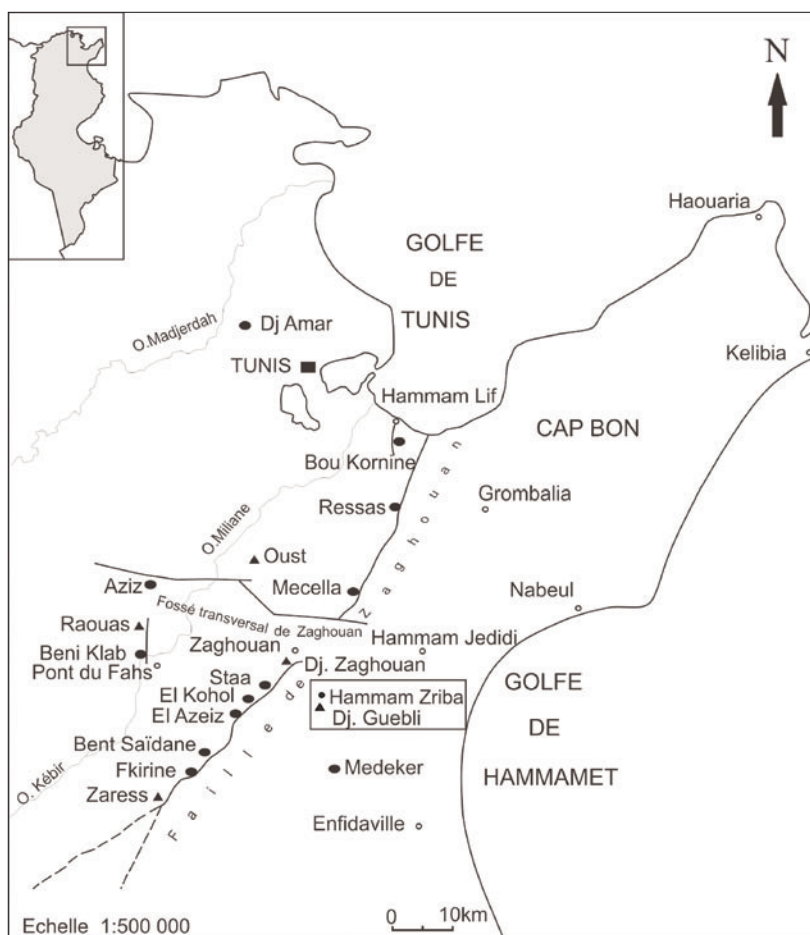 N
Haouaria
GOLFE
DE
TUNIS
O.Madjerdah
Dj Amar
TUNIS
Kelibia
Hammam Lif
CAP BON
Bou Kornine
Ressas
Grombalia
O.Miliane
Oust
Aziz
Mecella
Nabeul
Fossé transversal de Zaghouan
Raouas
Zaghouan
Hammam Jedidi
Beni Klab
Pont du Fahs
Dj. Zaghouan
Staa
El Kohol
El Azeiz
Hammam Zriba
Dj. Guebli
GOLFE
DE
HAMMAMET
Bent Saïdane
Fkirine
Medeker
O. Kébir
Zaress
Enfidaville
Faille de Zaghouan
Echelle 1:500 000
0 10km